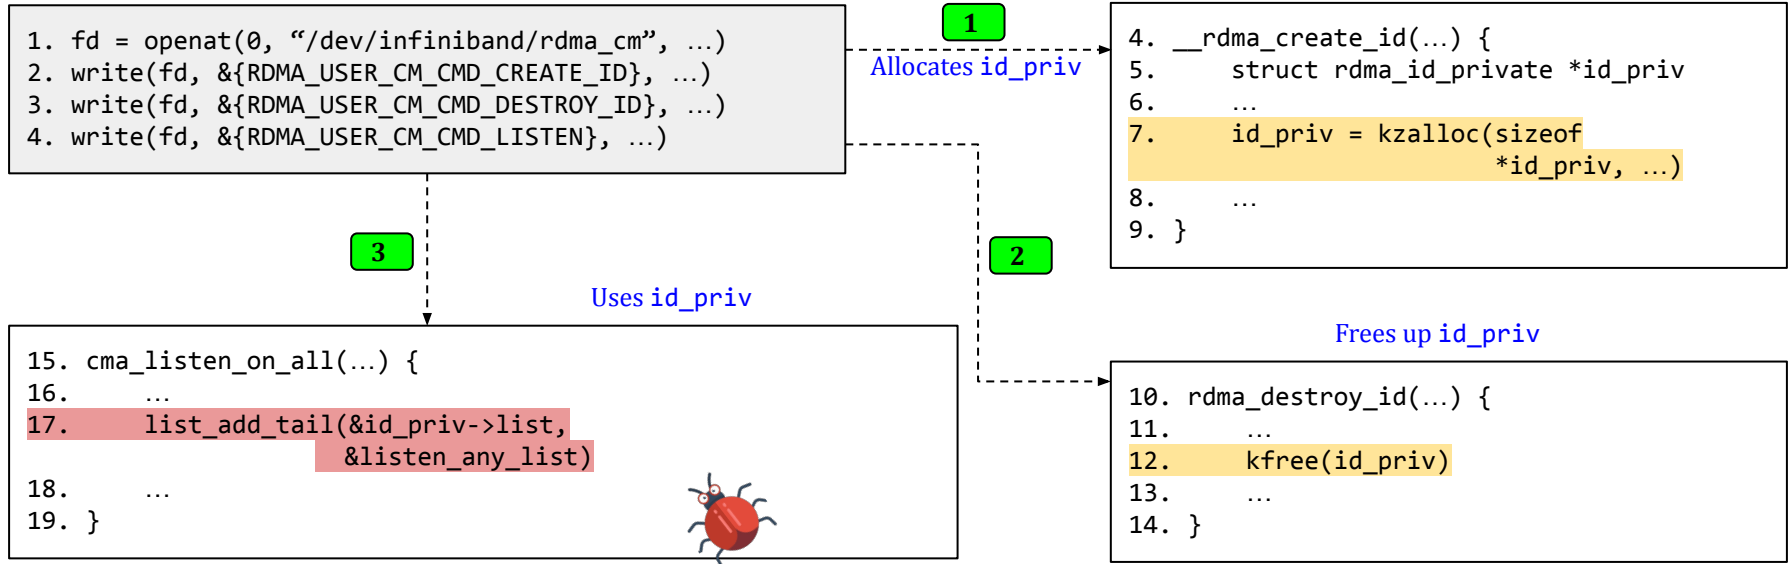 1. fd = openat(0, “/dev/infiniband/rdma_cm”, …)
2. write(fd, &{RDMA_USER_CM_CMD_CREATE_ID}, …)
3. write(fd, &{RDMA_USER_CM_CMD_DESTROY_ID}, …)
4. write(fd, &{RDMA_USER_CM_CMD_LISTEN}, …)
1
Allocates id_priv
4. __rdma_create_id(…) {
5. struct rdma_id_private *id_priv
6. …
7. id_priv = kzalloc(sizeof
*id_priv, …)
8. …
9. }
3
2
Uses id_priv
15. cma_listen_on_all(…) {
16. …
17. list_add_tail(&id_priv->list,
&listen_any_list)
18. …
19. }
Frees up id_priv
10. rdma_destroy_id(…) {
11. …
12. kfree(id_priv)
13. …
14. }